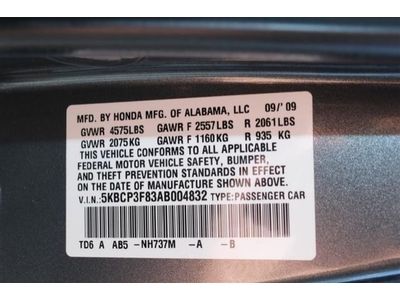 MFD. BY HONDA MFG. OF ALABAMA, LLC 09/'09
GVWR 4575LBS GAWR F 2557LBS R 2061LBS
GVWR 2075KG GAWR F 1160KG R 935 KG
THIS VEHICLE CONFORMS TO ALL APPLICABLE
FEDERAL MOTOR VEHICLE SAFETY, BUMPER,
AND THEFT PREVENTION STANDARDS IN EFFECT
ON THE DATE OF MANUFACTURE SHOWN ABOVE.
V.I.N.: 5KBCP3F83AB004832 TYPE:PASSENGER CAR
TD6 A AB5 -NH737M -A -B